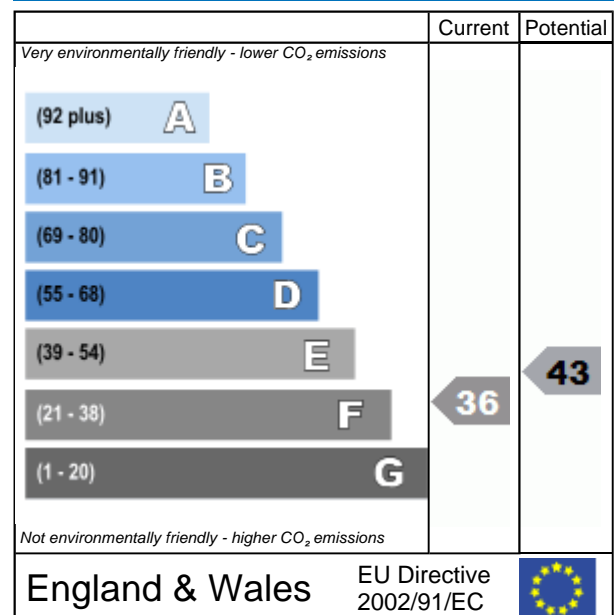 Current Potential
Very environmentally friendly - lower CO₂ emissions
(92 plus) A
(81 - 91) B
(69 - 80) C
(55 - 68) D
(39 - 54) E
43
(21 - 38) F
36
(1 - 20) G
Not environmentally friendly - higher CO₂ emissions
England & Wales
EU Directive
2002/91/EC